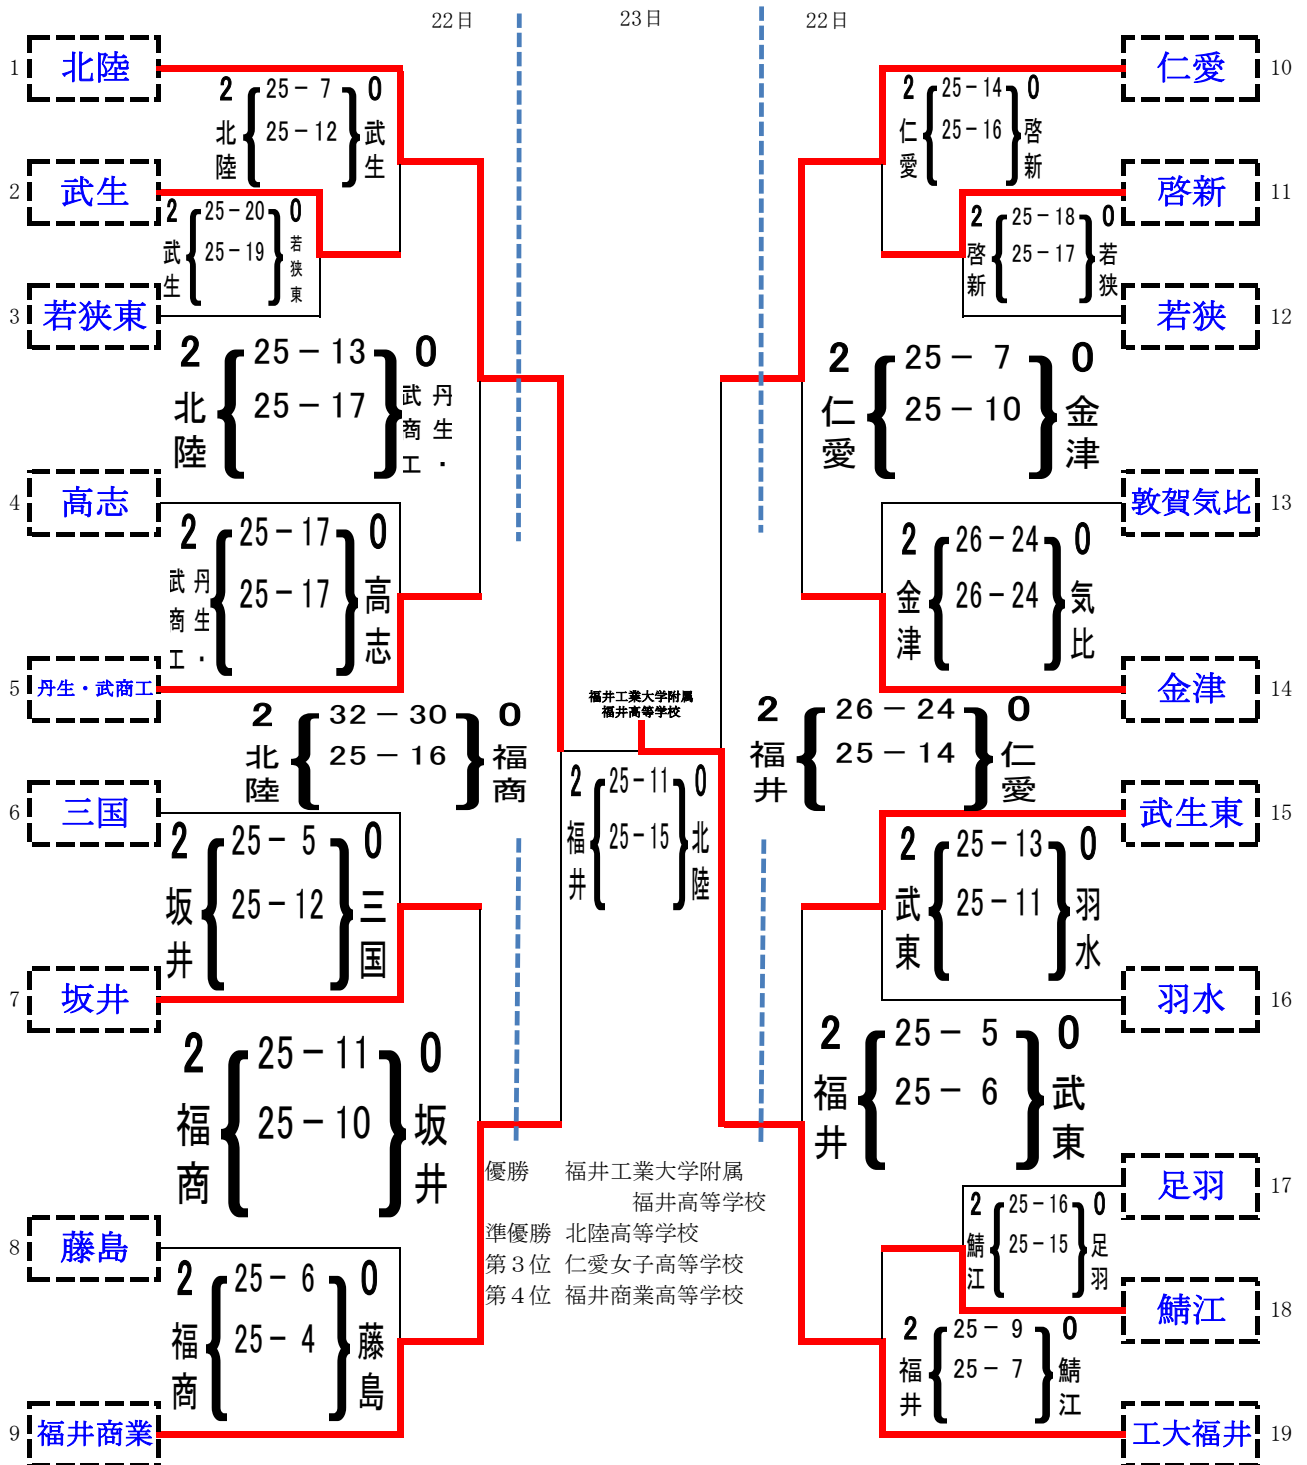 22日
23日
22日
1 北陸
2 武生
3 若狭東
4 高志
5 丹生・武商工
6 三国
7 坂井
8 藤島
9 福井商業
仁愛 10
啓新 11
若狭 12
敦賀気比 13
金津 14
武生東 15
羽水 16
足羽 17
鯖江 18
工大福井 19
2 北陸 25－7 25－12 0 武生
2 武生 25－20 25－19 0 若狭東
2 北陸 25－13 25－17 0 丹生・武商工
2 丹生・武商工 25－17 25－17 0 高志
2 北陸 32－30 25－16 0 福商
2 坂井 25－5 25－12 0 三国
2 福商 25－11 25－10 0 坂井
2 福商 25－6 25－4 0 藤島
福井工業大学附属
福井高等学校
2 福井 25－11 25－15 0 北陸
2 仁愛 25－14 25－16 0 啓新
2 啓新 25－18 25－17 0 若狭
2 仁愛 25－7 25－10 0 金津
2 金津 26－24 26－24 0 気比
2 福井 26－24 25－14 0 仁愛
2 武東 25－13 25－11 0 羽水
2 福井 25－5 25－6 0 武東
2 鯖江 25－16 25－15 0 足羽
2 福井 25－9 25－7 0 鯖江
優勝 福井工業大学附属
福井高等学校
準優勝 北陸高等学校
第３位 仁愛女子高等学校
第４位 福井商業高等学校